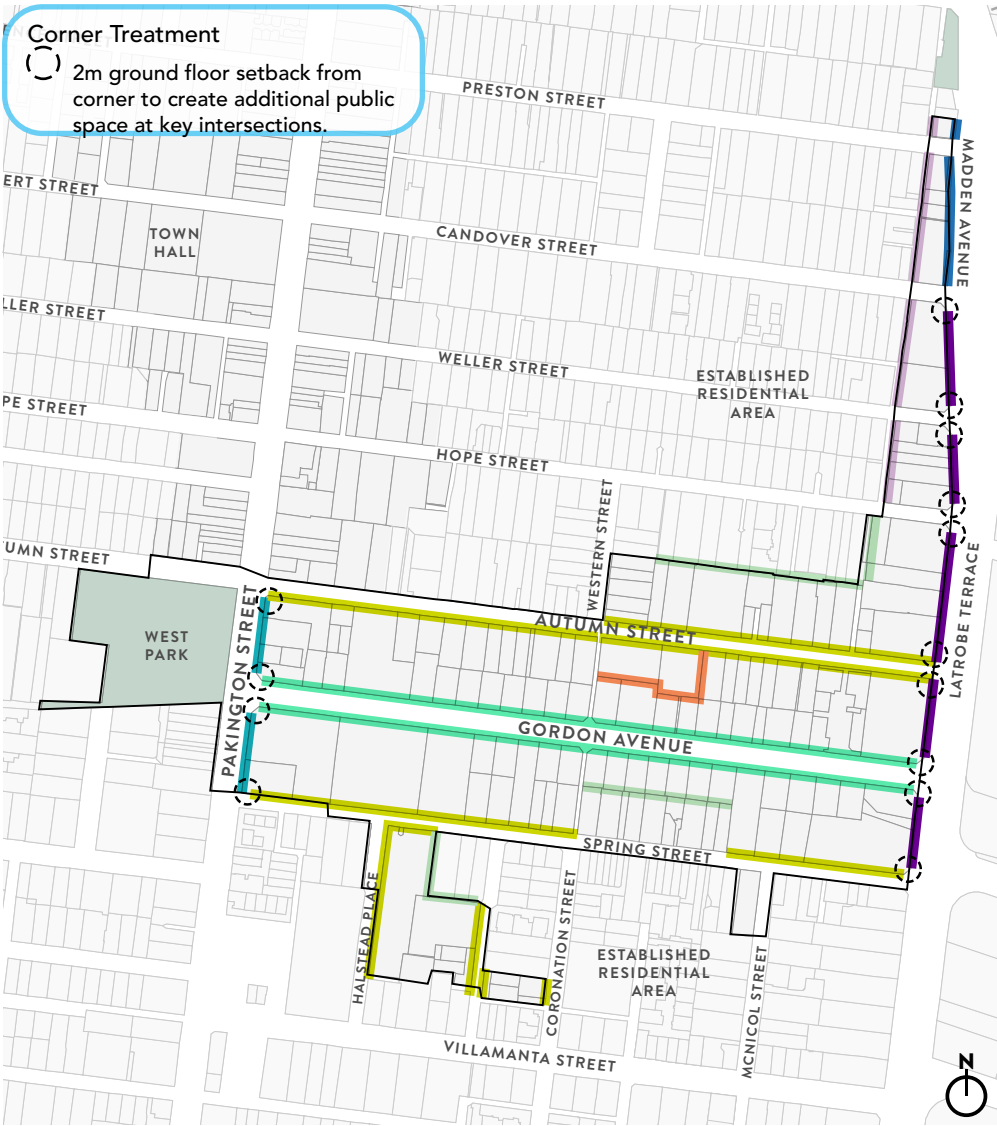 Corner Treatment
2m ground floor setback from
corner to create additional public
space at key intersections.
PRESTON STREET
MADDEN AVENUE
ERT STREET
TOWN
HALL
CANDOVER STREET
LLER STREET
WELLER STREET
ESTABLISHED
RESIDENTIAL
AREA
PE STREET
HOPE STREET
WESTERN STREET
UMN STREET
LATROBE TERRACE
AUTUMN STREET
WEST
PARK
PAKINGTON STREET
GORDON AVENUE
SPRING STREET
HALSTEAD PLACE
CORONATION STREET
ESTABLISHED
RESIDENTIAL
AREA
MCNICOL STREET
VILLAMANTA STREET
N